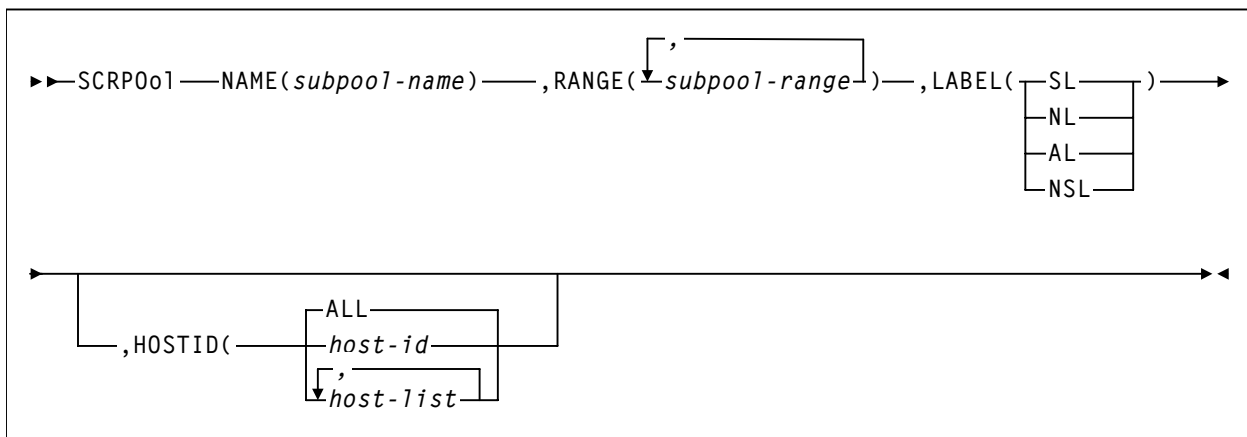 ,
SCRPOol NAME(subpool-name) ,RANGE( subpool-range ) ,LABEL( SL )
NL
AL
NSL
ALL
,HOSTID( host-id
,
host-list